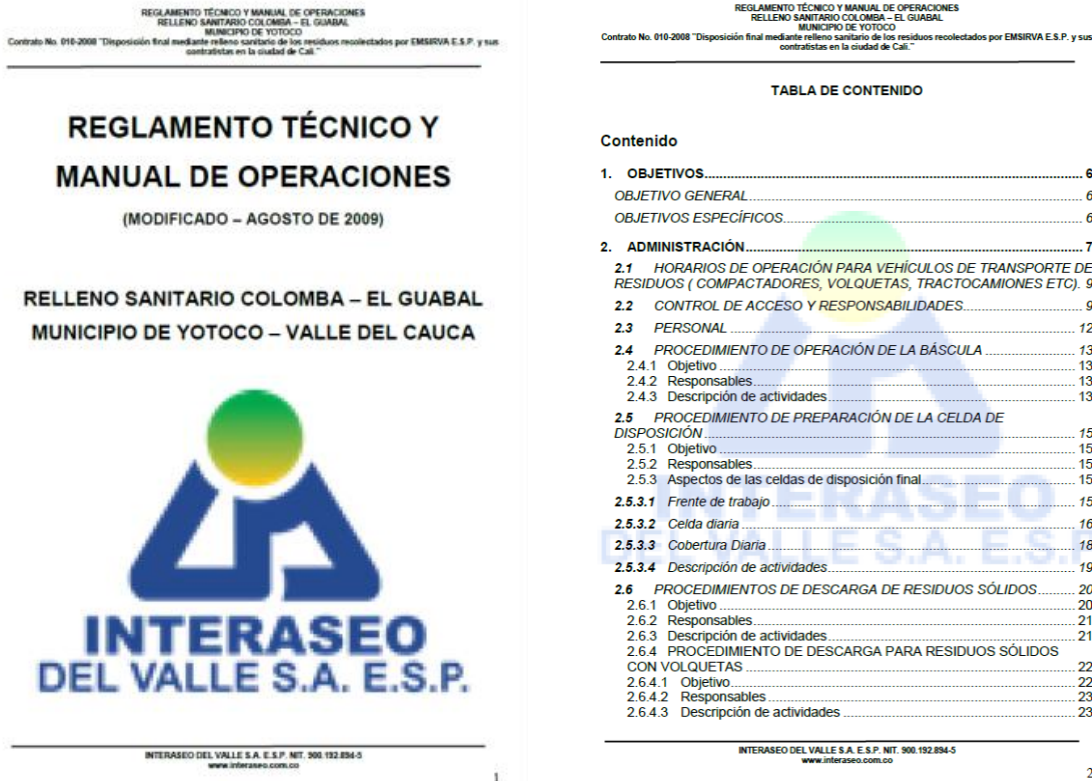 REGLAMENTO TÉCNICO Y MANUAL DE OPERACIONES
RELLENO SANITARIO COLOMBA – EL GUABAL
MUNICIPIO DE YOTOCO
Contrato No. 010-2008 "Disposición final mediante relleno sanitario de los residuos recolectados por EMSIRVA E.S.P. y sus
contratistas en la ciudad de Cali."
REGLAMENTO TÉCNICO Y
MANUAL DE OPERACIONES
(MODIFICADO – AGOSTO DE 2009)
RELLENO SANITARIO COLOMBA – EL GUABAL
MUNICIPIO DE YOTOCO – VALLE DEL CAUCA
INTERASEO
DEL VALLE S.A. E.S.P.
INTERASEO DEL VALLE S.A. E.S.P. NIT. 900.192.894-5
www.interaseo.com.co
1
REGLAMENTO TÉCNICO Y MANUAL DE OPERACIONES
RELLENO SANITARIO COLOMBA – EL GUABAL
MUNICIPIO DE YOTOCO
Contrato No. 010-2008 "Disposición final mediante relleno sanitario de los residuos recolectados por EMSIRVA E.S.P. y sus
contratistas en la ciudad de Cali."
TABLA DE CONTENIDO
Contenido
1. OBJETIVOS.......... 6
OBJETIVO GENERAL.......... 6
OBJETIVOS ESPECÍFICOS.......... 6
2. ADMINISTRACIÓN.......... 7
2.1 HORARIOS DE OPERACIÓN PARA VEHÍCULOS DE TRANSPORTE DE
RESIDUOS ( COMPACTADORES, VOLQUETAS, TRACTOCAMIONES ETC). 9
2.2 CONTROL DE ACCESO Y RESPONSABILIDADES.......... 9
2.3 PERSONAL.......... 12
2.4 PROCEDIMIENTO DE OPERACIÓN DE LA BÁSCULA.......... 13
2.4.1 Objetivo.......... 13
2.4.2 Responsables.......... 13
2.4.3 Descripción de actividades.......... 13
2.5 PROCEDIMIENTO DE PREPARACIÓN DE LA CELDA DE
DISPOSICIÓN.......... 15
2.5.1 Objetivo.......... 15
2.5.2 Responsables.......... 15
2.5.3 Aspectos de las celdas de disposición final.......... 15
2.5.3.1 Frente de trabajo.......... 15
2.5.3.2 Celda diaria.......... 16
2.5.3.3 Cobertura Diaria.......... 18
2.5.3.4 Descripción de actividades.......... 19
2.6 PROCEDIMIENTOS DE DESCARGA DE RESIDUOS SÓLIDOS.......... 20
2.6.1 Objetivo.......... 20
2.6.2 Responsables.......... 21
2.6.3 Descripción de actividades.......... 21
2.6.4 PROCEDIMIENTO DE DESCARGA PARA RESIDUOS SÓLIDOS
CON VOLQUETAS.......... 22
2.6.4.1 Objetivo.......... 22
2.6.4.2 Responsables.......... 23
2.6.4.3 Descripción de actividades.......... 23
INTERASEO
DEL VALLE S.A. E.S.P
INTERASEO DEL VALLE S.A. E.S.P. NIT. 900.192.894-5
www.interaseo.com.co
2